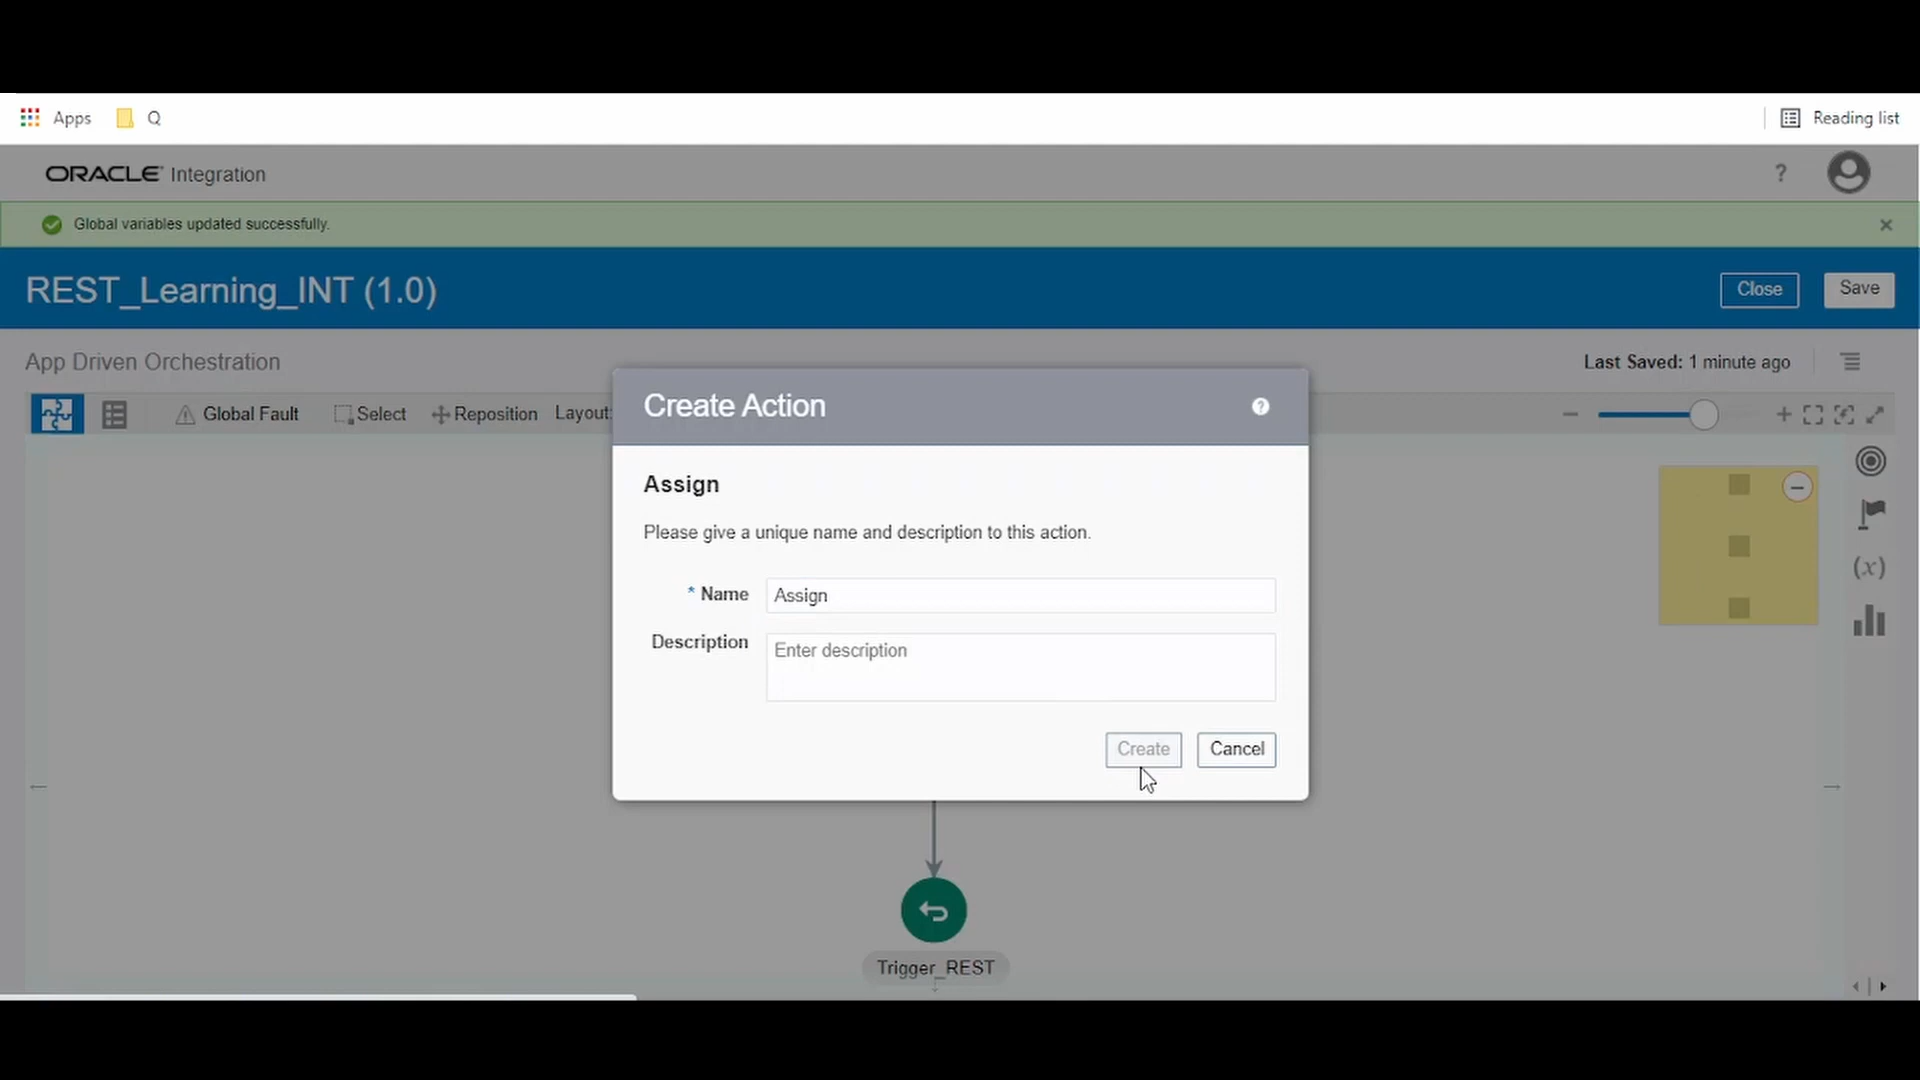 Apps Q Reading list
ORACLE Integration ?
Global variables updated successfully.
REST_Learning_INT (1.0) Close Save
App Driven Orchestration Last Saved: 1 minute ago
Global Fault Select Reposition Layout:
Create Action ?
Assign
Please give a unique name and description to this action.
* Name Assign
Description Enter description
(x)
Create Cancel
Trigger_REST